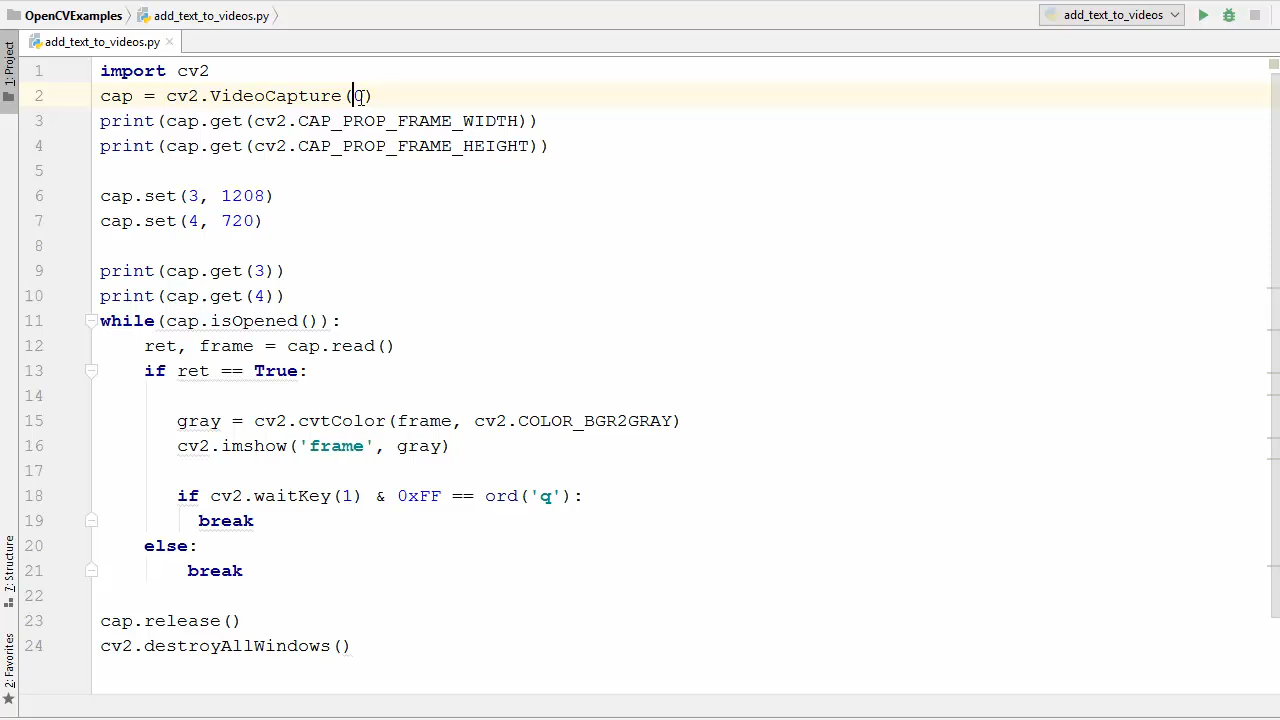 OpenCVExamples add_text_to_videos.py add_text_to_videos
add_text_to_videos.py
1: Project
7: Structure
2: Favorites
1 import cv2
2 cap = cv2.VideoCapture(0)
3 print(cap.get(cv2.CAP_PROP_FRAME_WIDTH))
4 print(cap.get(cv2.CAP_PROP_FRAME_HEIGHT))
5
6 cap.set(3, 1208)
7 cap.set(4, 720)
8
9 print(cap.get(3))
10 print(cap.get(4))
11 while(cap.isOpened()):
12 ret, frame = cap.read()
13 if ret == True:
14
15 gray = cv2.cvtColor(frame, cv2.COLOR_BGR2GRAY)
16 cv2.imshow('frame', gray)
17
18 if cv2.waitKey(1) & 0xFF == ord('q'):
19 break
20 else:
21 break
22
23 cap.release()
24 cv2.destroyAllWindows()